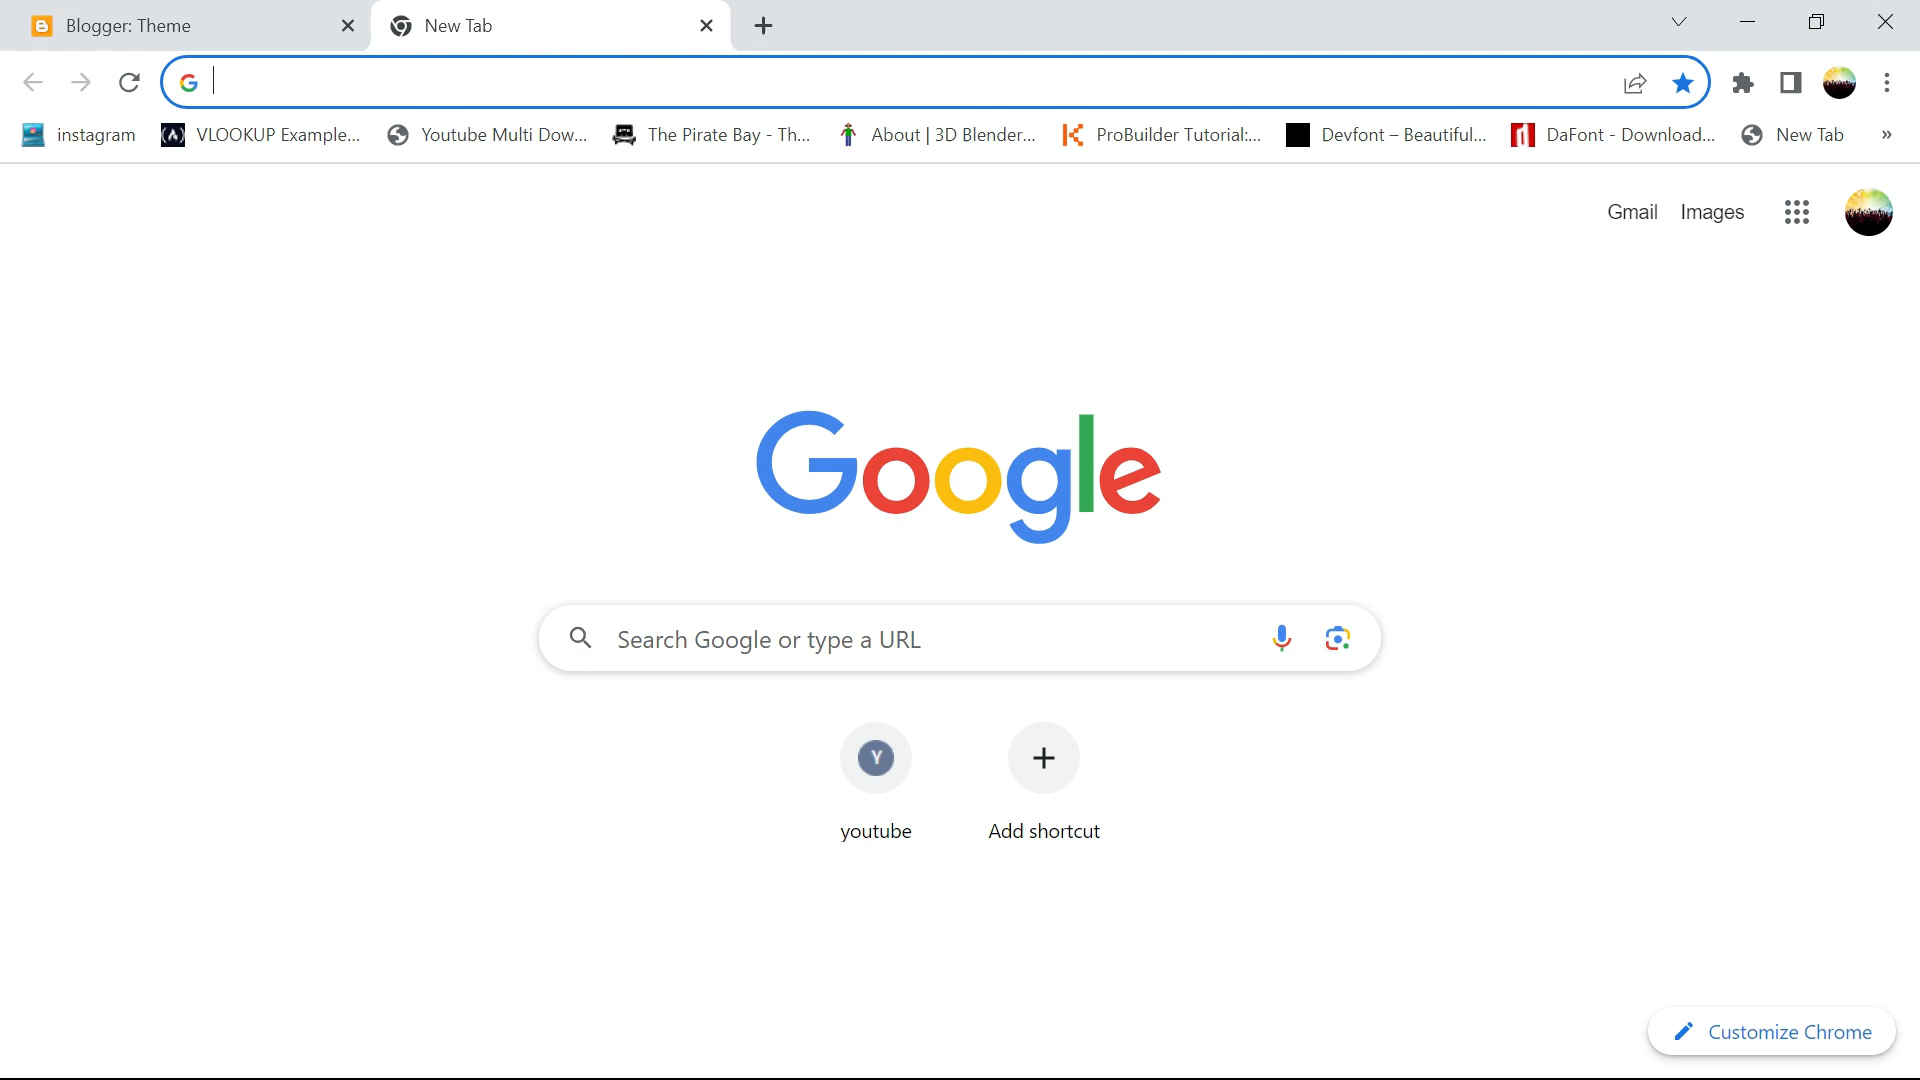 Blogger: Theme
New Tab
instagram
VLOOKUP Example...
Youtube Multi Dow...
The Pirate Bay - Th...
About | 3D Blender...
ProBuilder Tutorial:...
Devfont – Beautiful...
DaFont - Download...
New Tab
»
Gmail Images
Google
Search Google or type a URL
Y
youtube
Add shortcut
Customize Chrome